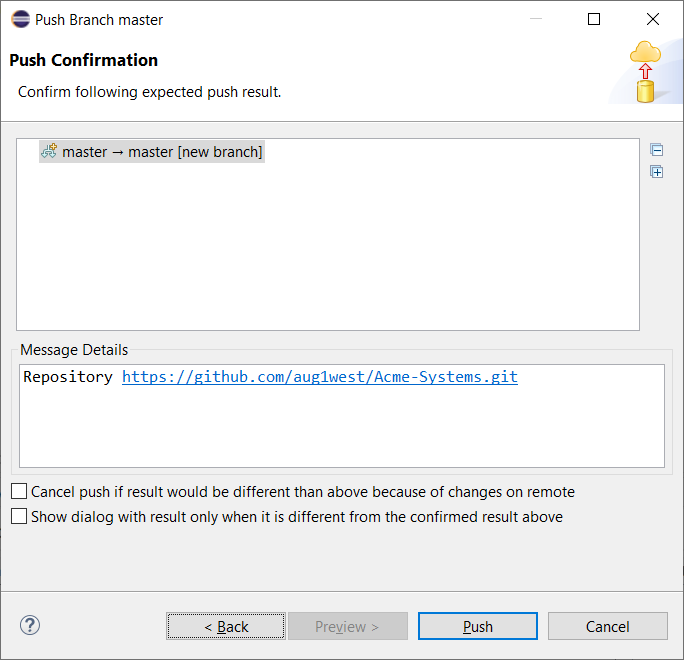 Push Branch master
Push Confirmation
Confirm following expected push result.
master → master [new branch]
Message Details
Repository https://github.com/aug1west/Acme-Systems.git
Cancel push if result would be different than above because of changes on remote
Show dialog with result only when it is different from the confirmed result above
?
< Back
Preview >
Push
Cancel